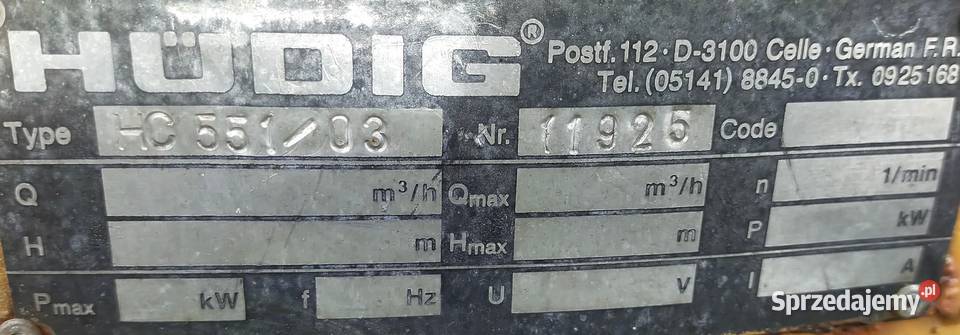 HÜDIG®
Postf. 112 · D-3100 Celle · German F.R.
Tel. (05141) 8845-0 · Tx. 0925168
Type HC 551/03 Nr. 11925 Code
Q m³/h Qmax m³/h n 1/min
H m Hmax m P kW
Pmax kW f Hz U V I A
Sprzedajemy.pl